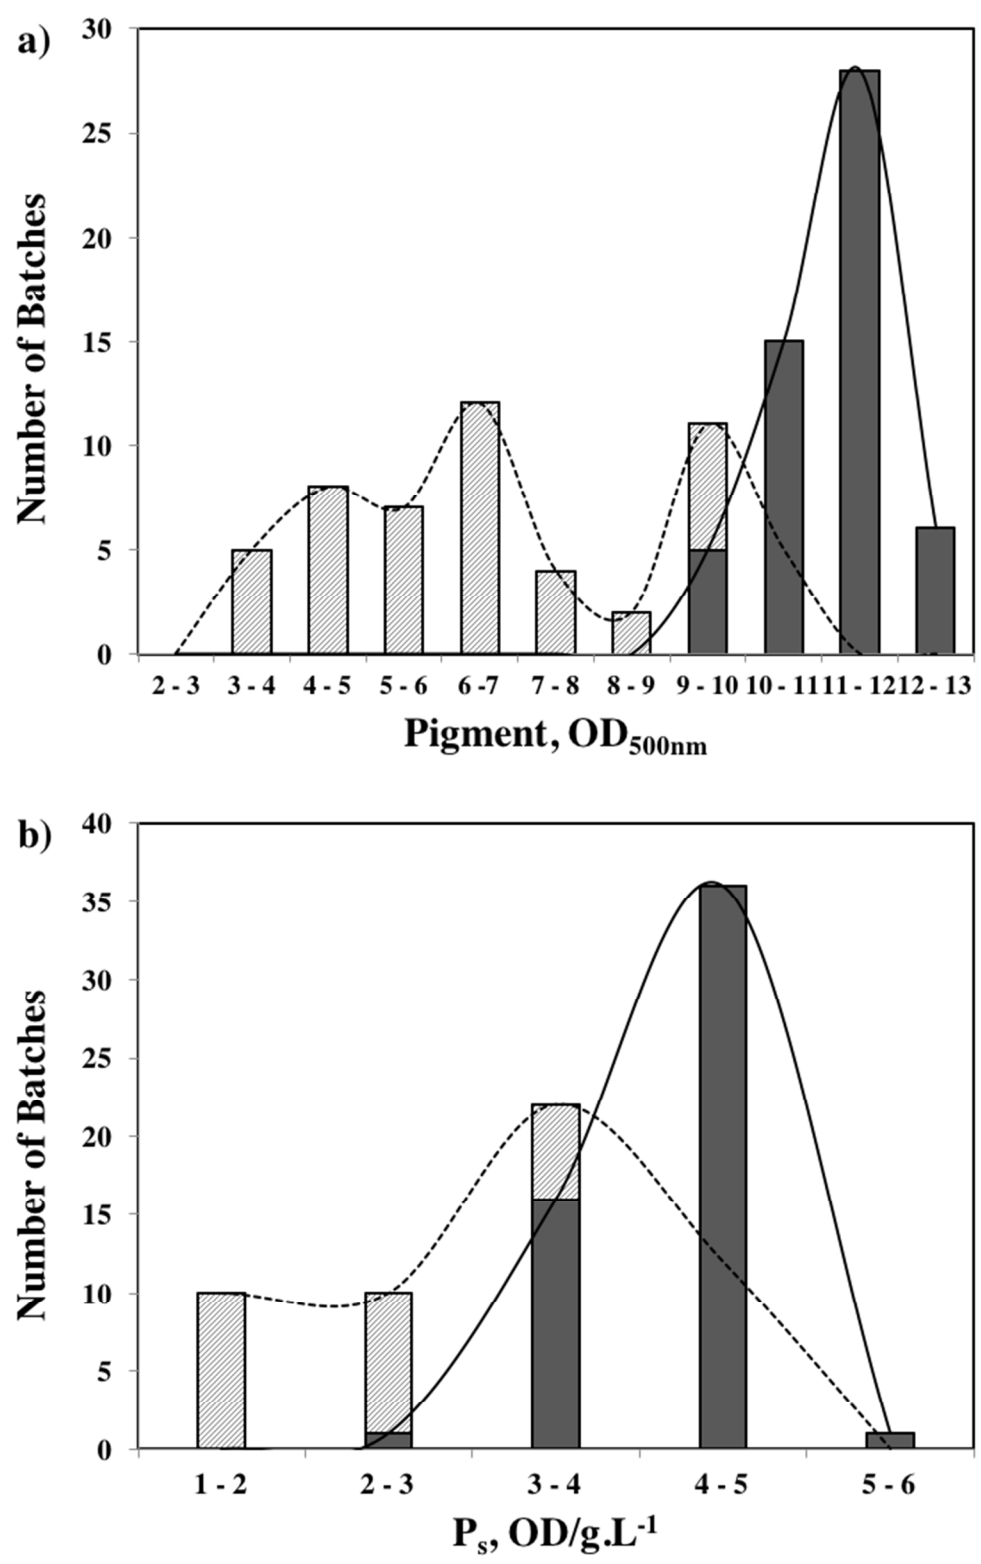 a)
30
25
20
15
10
5
0
Number of Batches
2 - 3 3 - 4 4 - 5 5 - 6 6 -7 7 - 8 8 - 9 9 - 10 10 - 11 11 - 12 12 - 13
Pigment, OD500nm
b)
40
35
30
25
20
15
10
5
0
Number of Batches
1 - 2 2 - 3 3 - 4 4 - 5 5 - 6
Ps, OD/g.L-1